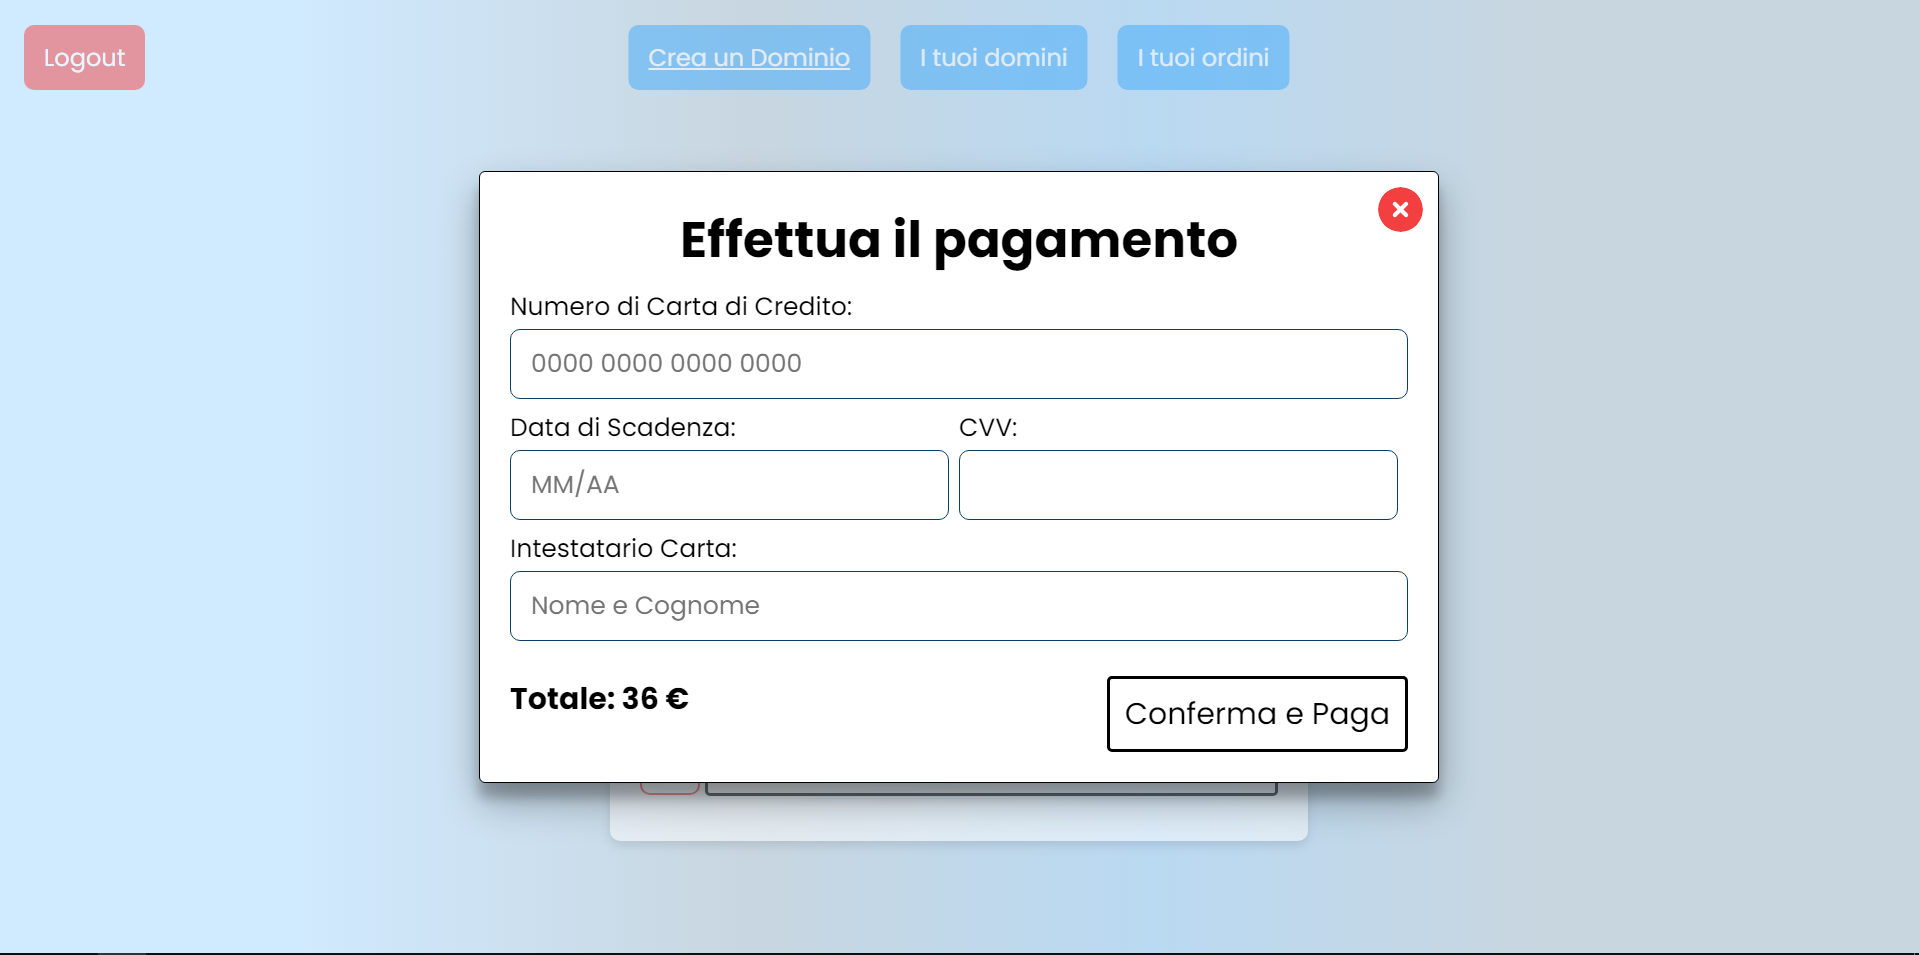 Logout
Crea un Dominio
I tuoi domini
I tuoi ordini
Effettua il pagamento
Numero di Carta di Credito:
0000 0000 0000 0000
Data di Scadenza:
CVV:
MM/AA
Intestatario Carta:
Nome e Cognome
Totale: 36 €
Conferma e Paga